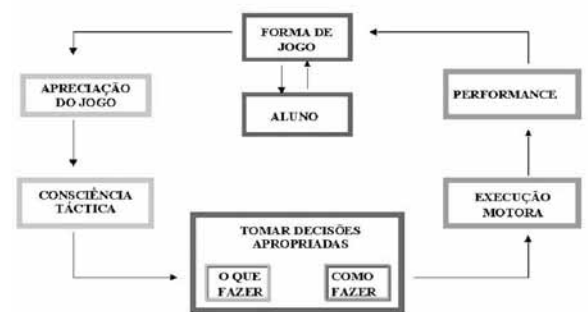 FORMA DE
JOGO
APRECIAÇÃO
DO JOGO
ALUNO
PERFORMANCE
CONSCIÊNCIA
TÁCTICA
EXECUÇÃO
MOTORA
TOMAR DECISÕES
APROPRIADAS
O QUE
FAZER
COMO
FAZER